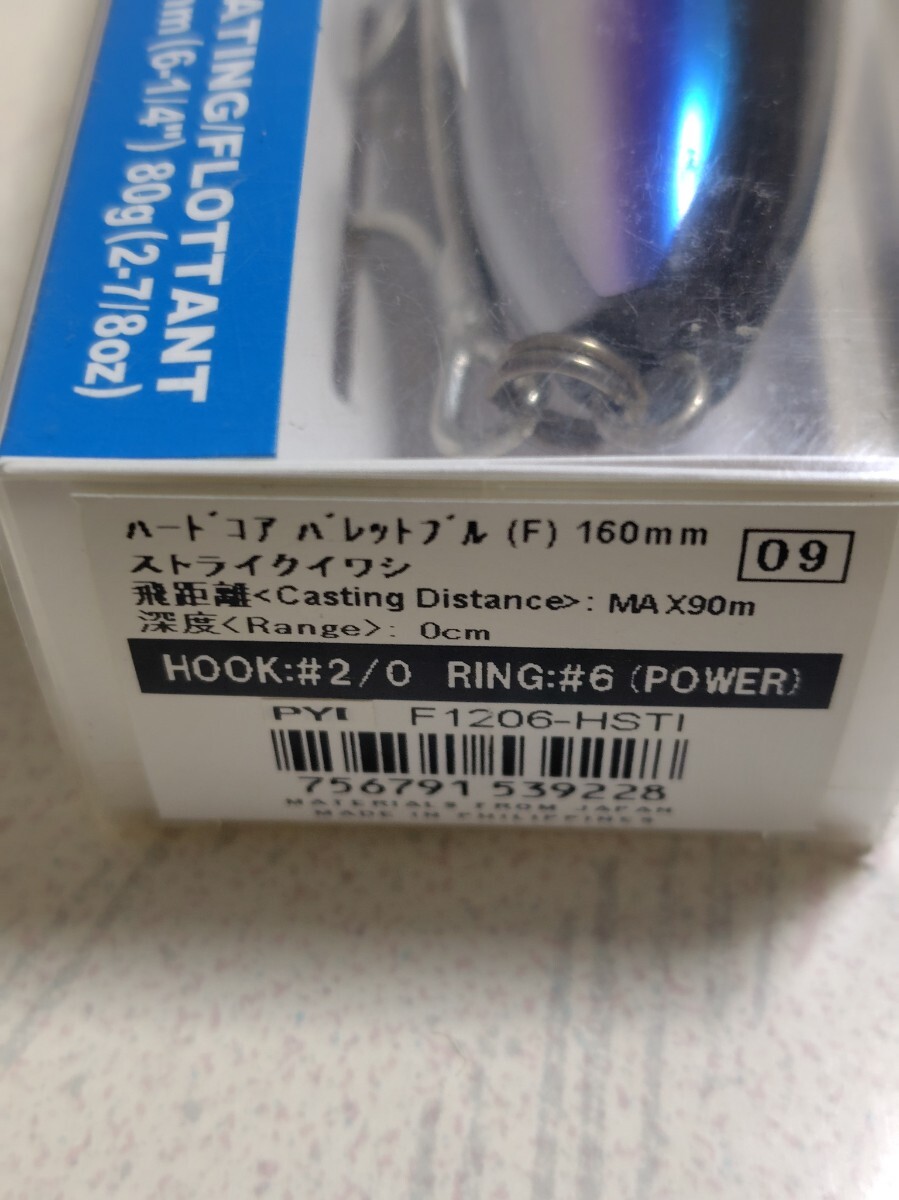 ATING/FLOTTANT
mm (6-1/4") 80g (2-7/8oz)
ハードコア バレットブル (F) 160mm
09
ストライクイワシ
飛距離<Casting Distance>: MAX90m
深度<Range>: 0cm
HOOK:#2/0 RING:#6 (POWER)
PYI F1206-HSTI
756791 539228
MATERIALS FROM JAPAN
MADE IN PHILIPPINES